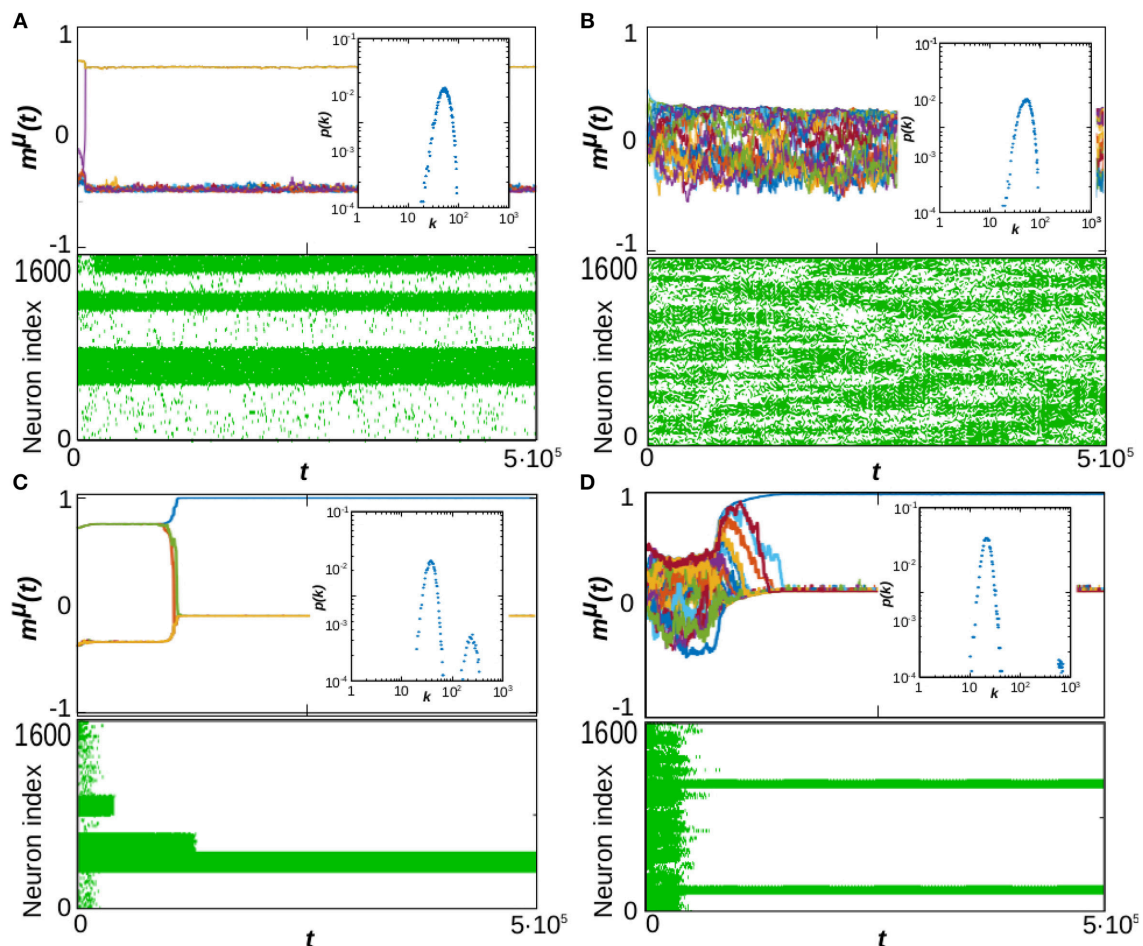 A
1
0
-1
m^μ(t)
10^-1
10^-2
10^-3
10^-4
p(k)
1 10 10^2 10^3
k
1600
0
Neuron index
0 t 5·10^5
B
1
0
-1
m^μ(t)
10^-1
10^-2
10^-3
10^-4
p(k)
1 10 10^2 10^3
k
1600
0
Neuron index
0 t 5·10^5
C
1
0
-1
m^μ(t)
10^-1
10^-2
10^-3
10^-4
p(k)
1 10 10^2 10^3
k
1600
0
Neuron index
0 t 5·10^5
D
1
0
-1
m^μ(t)
10^-1
10^-2
10^-3
10^-4
p(k)
1 10 10^2 10^3
k
1600
0
Neuron index
0 t 5·10^5